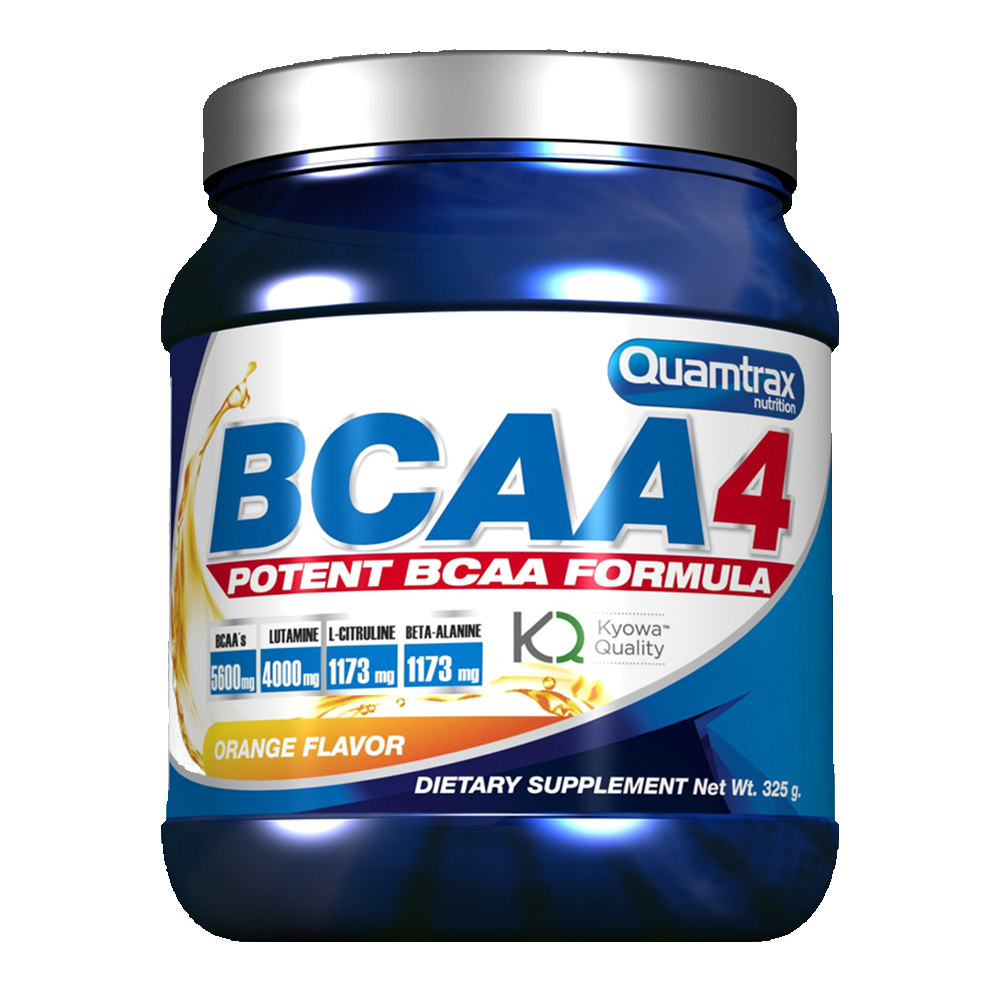 Quamtrax
nutrition
BCAA4
POTENT BCAA FORMULA
BCAA's LUTAMINE L-CITRULINE BETA-ALANINE
5600mg 4000mg 1173 mg 1173 mg
KQ Kyowa™
Quality
ORANGE FLAVOR
DIETARY SUPPLEMENT Net Wt. 325 g.